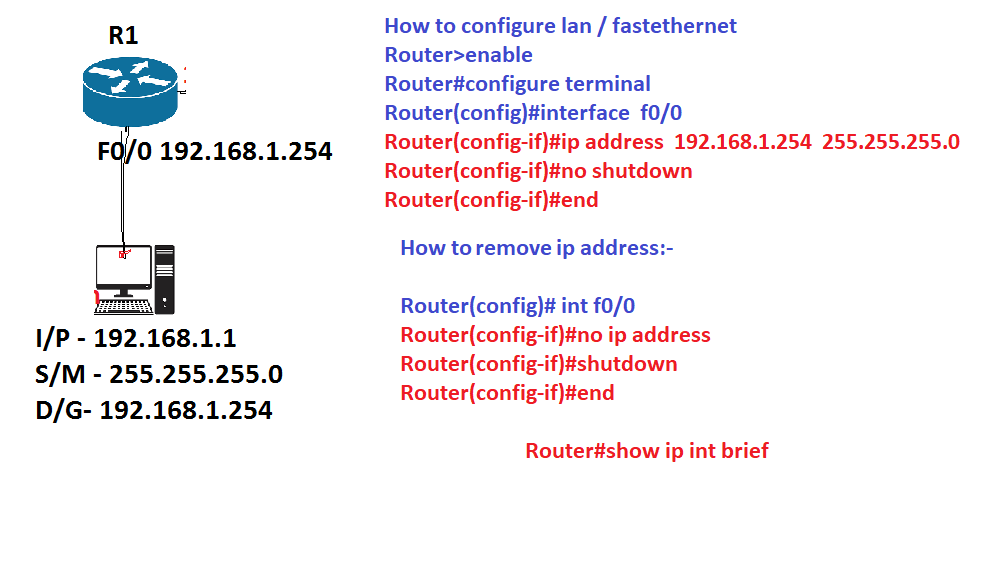 R1
F0/0 192.168.1.254
I/P - 192.168.1.1
S/M - 255.255.255.0
D/G- 192.168.1.254
How to configure lan / fastethernet
Router>enable
Router#configure terminal
Router(config)#interface  f0/0
Router(config-if)#ip address  192.168.1.254  255.255.255.0
Router(config-if)#no shutdown
Router(config-if)#end
How to remove ip address:-
Router(config)# int f0/0
Router(config-if)#no ip address
Router(config-if)#shutdown
Router(config-if)#end
Router#show ip int brief